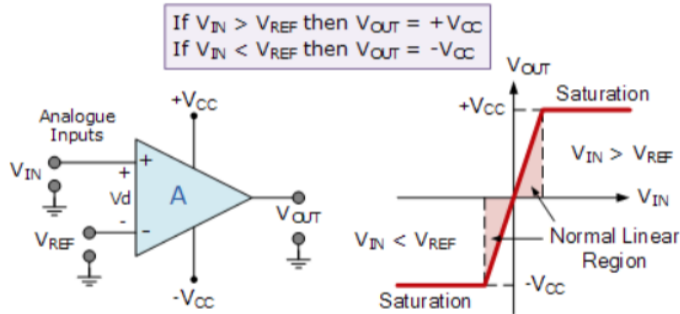 If VIN > VREF then VOUT = +VCC
If VIN < VREF then VOUT = -VCC
Analogue
Inputs
+VCC
VIN
+
+
Vd
A
-
-
VREF
VOUT
-VCC
VOUT
+VCC
Saturation
VIN > VREF
VIN
VIN < VREF
Normal Linear
Region
-VCC
Saturation